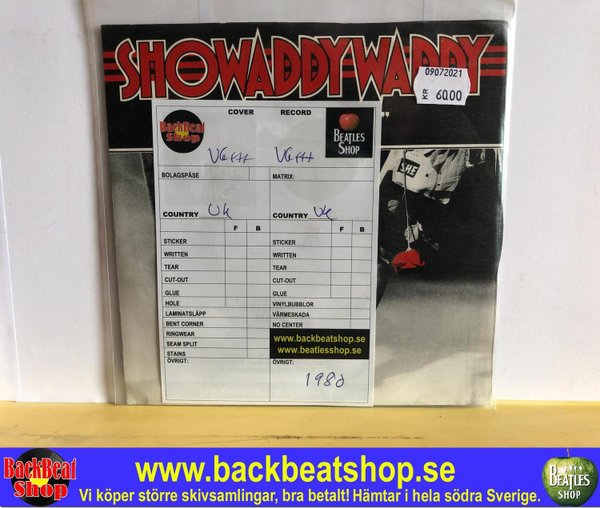 SHOWADDYWADDY
09072021
KR 60.00
"
SHE
BackBeat Shop
COVER RECORD
BEATLES SHOP
VG+++ VG+++
BOLAGSPÅSE MATRIX:
COUNTRY UK COUNTRY UK
F B F B
STICKER STICKER
WRITTEN WRITTEN
TEAR TEAR
CUT-OUT CUT-OUT
GLUE GLUE
HOLE VINYLBUBBLOR
LAMINATSLÄPP VÄRMESKADA
BENT CORNER NO CENTER
RINGWEAR www.backbeatshop.se
SEAM SPLIT www.beatlesshop.se
STAINS
ÖVRIGT: ÖVRIGT:
1980
BackBeat Shop
www.backbeatshop.se
Vi köper större skivsamlingar, bra betalt! Hämtar i hela södra Sverige.
BEATLES SHOP